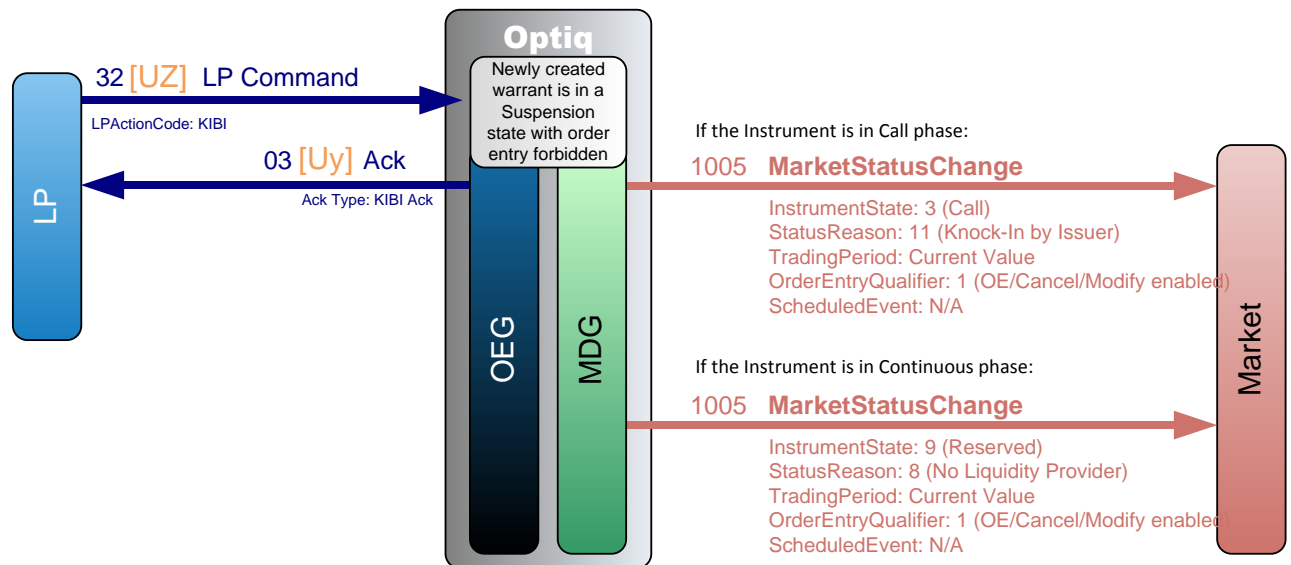 Optiq
Newly created
warrant is in a
Suspension
state with order
entry forbidden
32 [UZ] LP Command
LPActionCode: KIBI
03 [Uy] Ack
Ack Type: KIBI Ack
LP
OEG
MDG
If the Instrument is in Call phase:
1005 MarketStatusChange
InstrumentState: 3 (Call)
StatusReason: 11 (Knock-In by Issuer)
TradingPeriod: Current Value
OrderEntryQualifier: 1 (OE/Cancel/Modify enabled)
ScheduledEvent: N/A
If the Instrument is in Continuous phase:
1005 MarketStatusChange
InstrumentState: 9 (Reserved)
StatusReason: 8 (No Liquidity Provider)
TradingPeriod: Current Value
OrderEntryQualifier: 1 (OE/Cancel/Modify enabled)
ScheduledEvent: N/A
Market